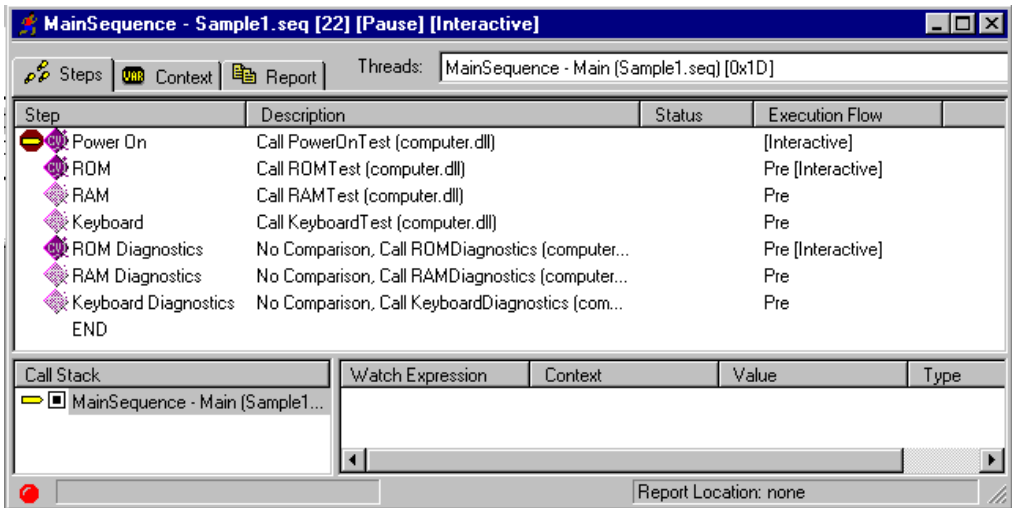 MainSequence - Sample1.seq [22] [Pause] [Interactive]
Steps VAR Context Report Threads: MainSequence - Main (Sample1.seq) [0x1D]
Step Description Status Execution Flow
CVI Power On Call PowerOnTest (computer.dll) [Interactive]
CVI ROM Call ROMTest (computer.dll) Pre [Interactive]
RAM Call RAMTest (computer.dll) Pre
Keyboard Call KeyboardTest (computer.dll) Pre
CVI ROM Diagnostics No Comparison, Call ROMDiagnostics (computer... Pre [Interactive]
RAM Diagnostics No Comparison, Call RAMDiagnostics (computer... Pre
Keyboard Diagnostics No Comparison, Call KeyboardDiagnostics (com... Pre
END
Call Stack Watch Expression Context Value Type
MainSequence - Main (Sample1...
Report Location: none